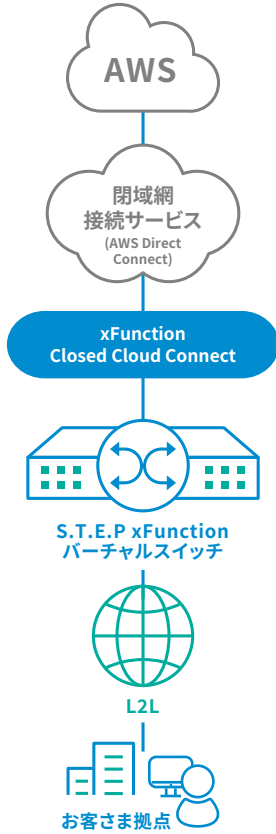 AWS
閉域網
接続サービス
(AWS Direct
Connect)
xFunction
Closed Cloud Connect
S.T.E.P xFunction
バーチャルスイッチ
L2L
お客さま拠点